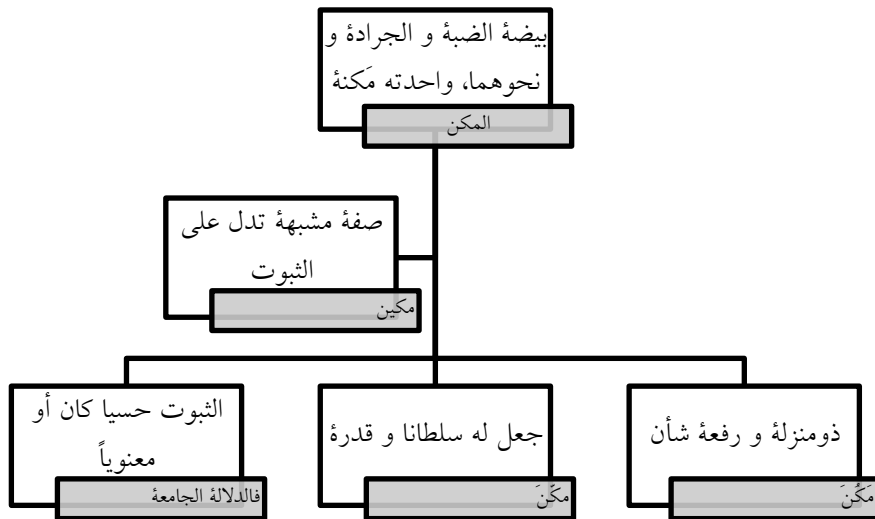 بيضة الضبة و الجرادة و
نحوهما، واحدته مَكنة
المكن
صفة مشبهة تدل على
الثبوت
مكين
ذومنزلة و رفعة شأن
مَكُنَ
جعل له سلطانا و قدرة
مكّنَ
الثبوت حسيا كان أو
معنوياً
فالدلالة الجامعة